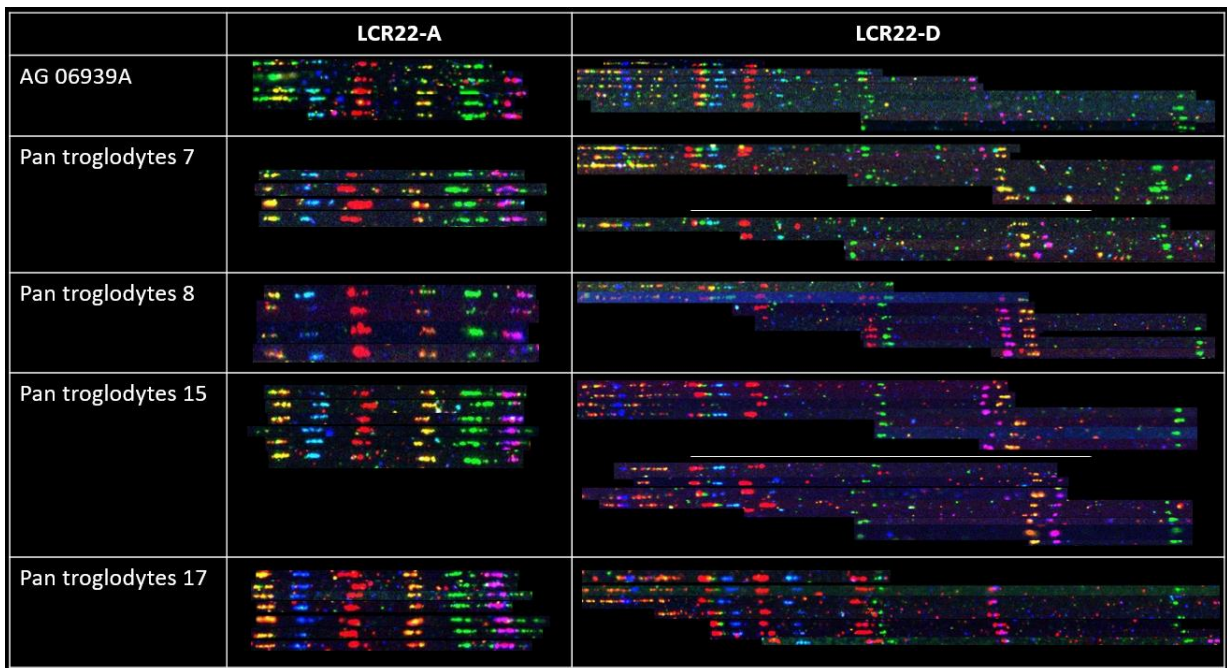 LCR22-A LCR22-D
AG 06939A
Pan troglodytes 7
Pan troglodytes 8
Pan troglodytes 15
Pan troglodytes 17